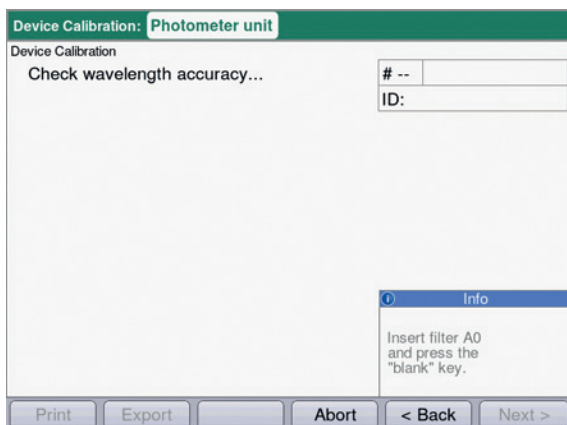 Device Calibration: Photometer unit
Device Calibration
Check wavelength accuracy...
# --
ID:
Info
Insert filter A0
and press the
"blank" key.
Print Export Abort < Back Next >